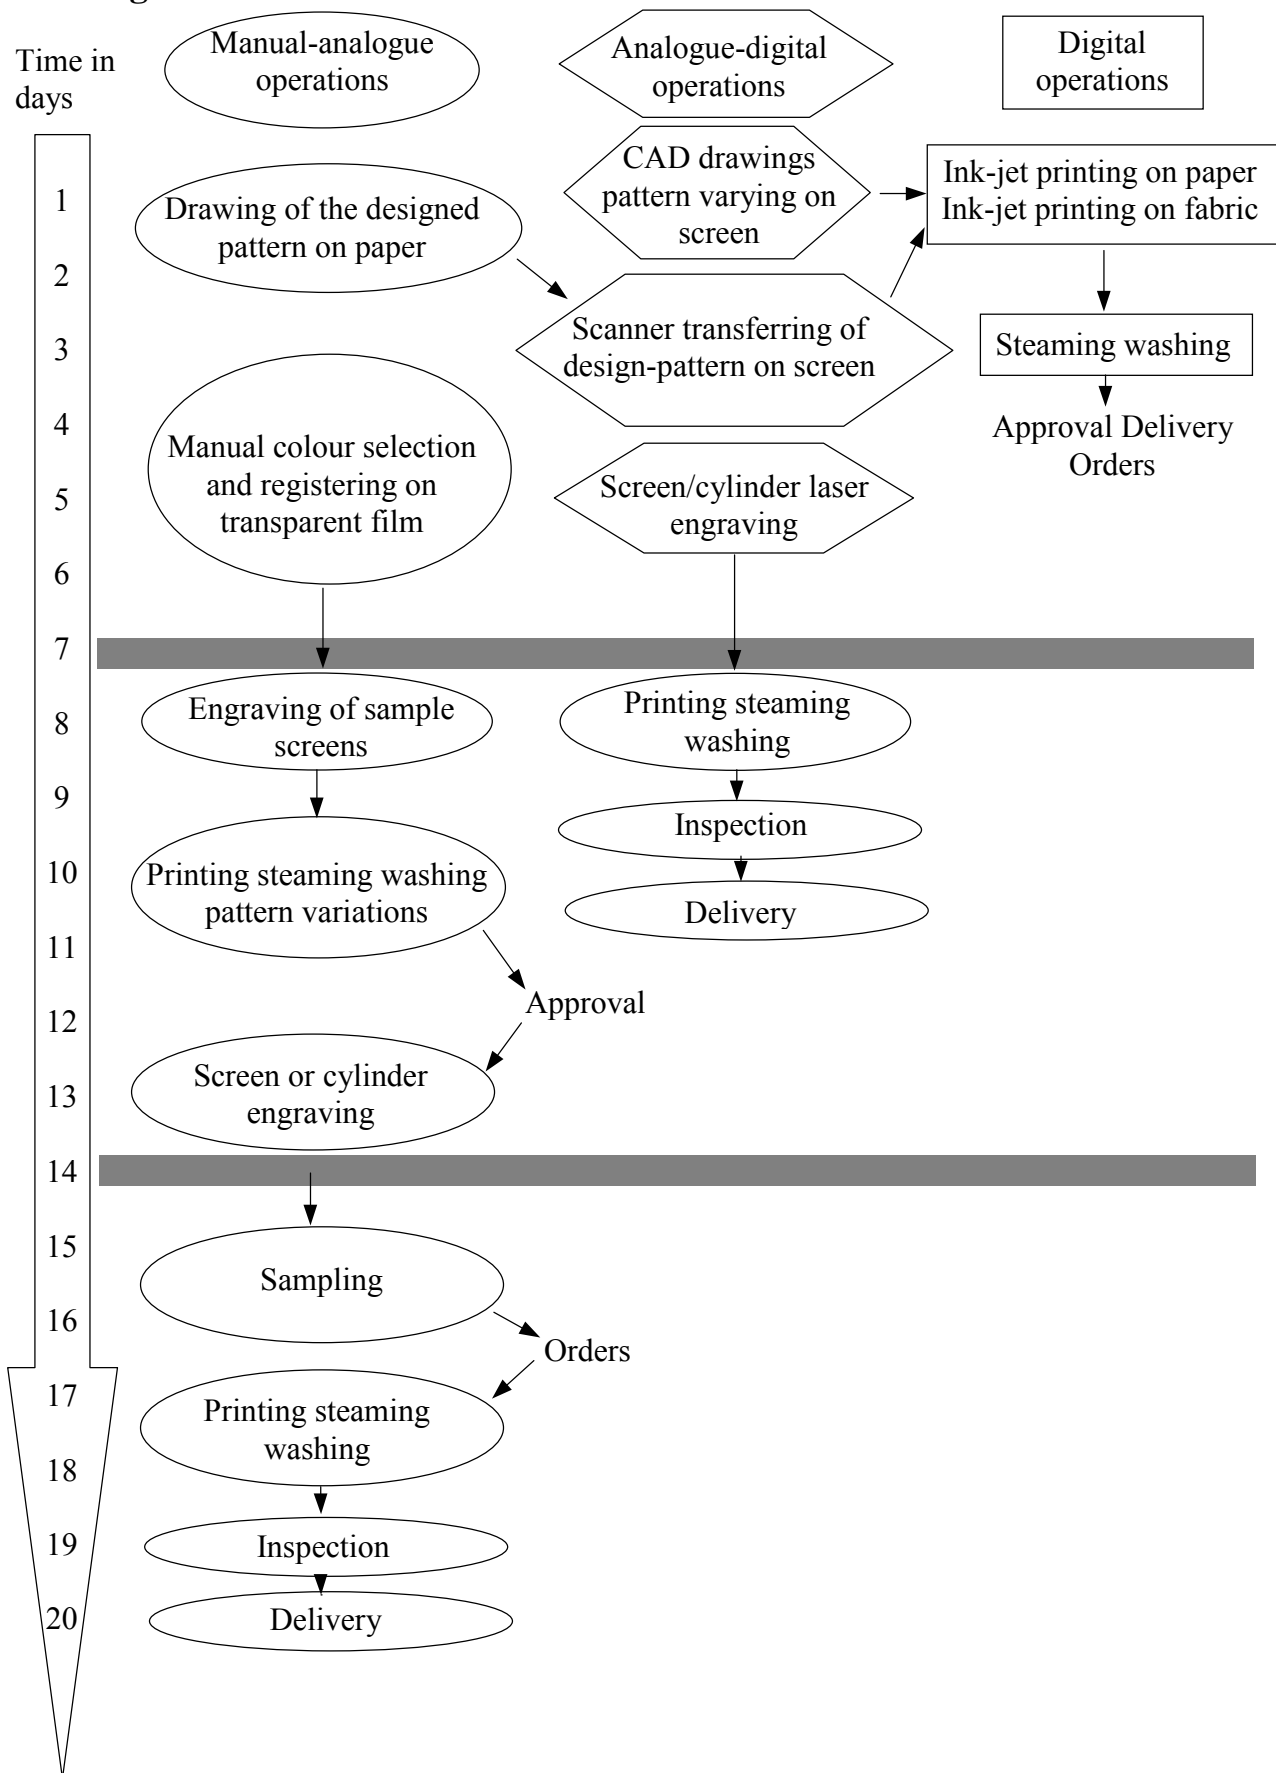 Time in
days
Manual-analogue
operations
Analogue-digital
operations
Digital
operations
1
2
3
4
5
6
7
8
9
10
11
12
13
14
15
16
17
18
19
20
Drawing of the designed
pattern on paper
CAD drawings
pattern varying on
screen
Ink-jet printing on paper
Ink-jet printing on fabric
Scanner transferring of
design-pattern on screen
Steaming washing
Approval Delivery
Orders
Manual colour selection
and registering on
transparent film
Screen/cylinder laser
engraving
Engraving of sample
screens
Printing steaming
washing
Inspection
Delivery
Printing steaming washing
pattern variations
Approval
Screen or cylinder
engraving
Sampling
Orders
Printing steaming
washing
Inspection
Delivery